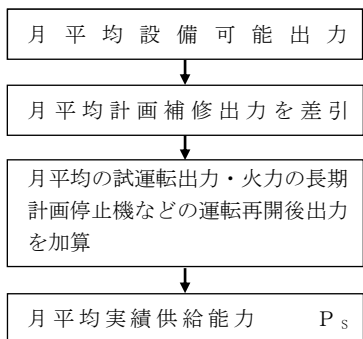 月平均設備可能出力
月平均計画補修出力を差引
月平均の試運転出力・火力の長期
計画停止機などの運転再開後出力
を加算
月平均実績供給能力 Ps